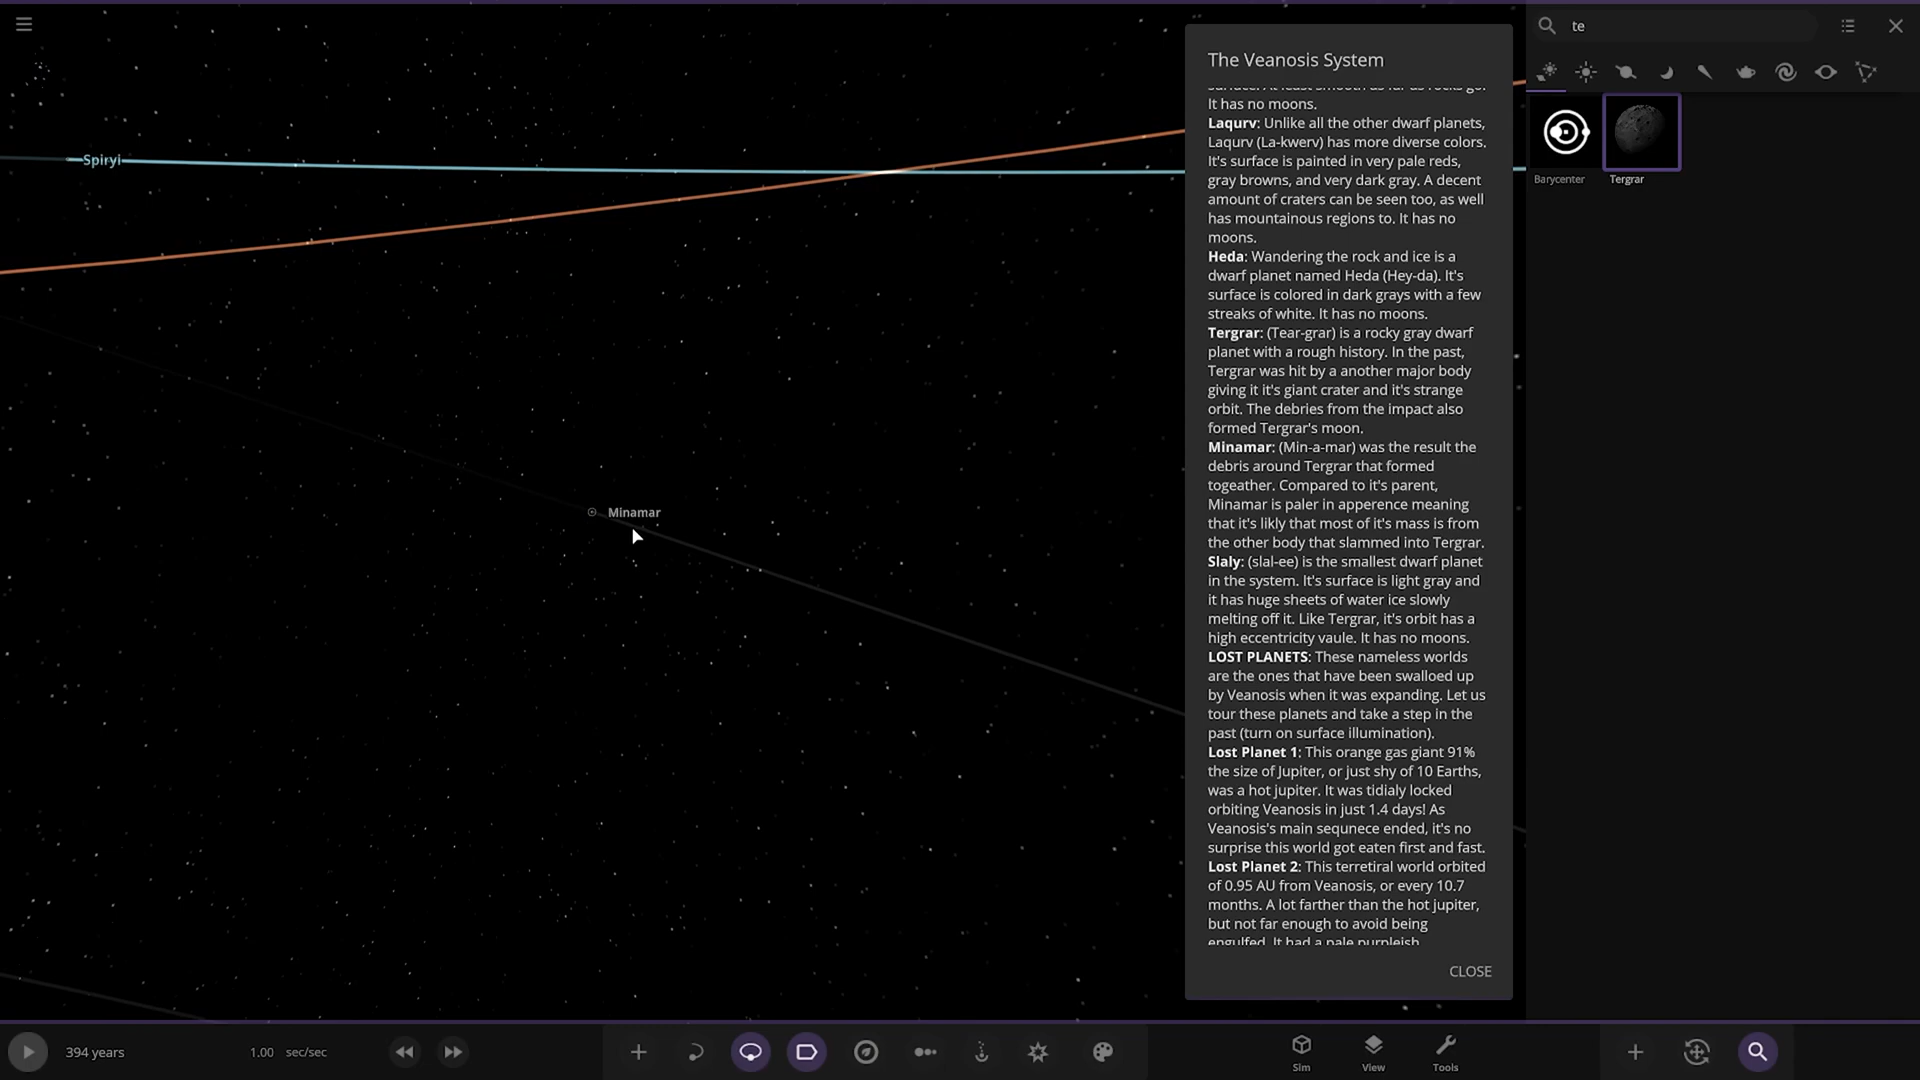 te
The Veanosis System
surface. At least smooth as far as rocks go.
It has no moons.
Laqurv: Unlike all the other dwarf planets,
Laqurv (La-kwerv) has more diverse colors.
It's surface is painted in very pale reds,
gray browns, and very dark gray. A decent
amount of craters can be seen too, as well
has mountainous regions to. It has no
moons.
Heda: Wandering the rock and ice is a
dwarf planet named Heda (Hey-da). It's
surface is colored in dark grays with a few
streaks of white. It has no moons.
Tergrar: (Tear-grar) is a rocky gray dwarf
planet with a rough history. In the past,
Tergrar was hit by a another major body
giving it it's giant crater and it's strange
orbit. The debries from the impact also
formed Tergrar's moon.
Minamar: (Min-a-mar) was the result the
debris around Tergrar that formed
togeather. Compared to it's parent,
Minamar is paler in apperence meaning
that it's likly that most of it's mass is from
the other body that slammed into Tergrar.
Slaly: (slal-ee) is the smallest dwarf planet
in the system. It's surface is light gray and
it has huge sheets of water ice slowly
melting off it. Like Tergrar, it's orbit has a
high eccentricity vaule. It has no moons.
LOST PLANETS: These nameless worlds
are the ones that have been swalloed up
by Veanosis when it was expanding. Let us
tour these planets and take a step in the
past (turn on surface illumination).
Lost Planet 1: This orange gas giant 91%
the size of Jupiter, or just shy of 10 Earths,
was a hot jupiter. It was tidialy locked
orbiting Veanosis in just 1.4 days! As
Veanosis's main sequnece ended, it's no
surprise this world got eaten first and fast.
Lost Planet 2: This terretiral world orbited
of 0.95 AU from Veanosis, or every 10.7
months. A lot farther than the hot jupiter,
but not far enough to avoid being
engulfed. It had a pale purpleish
CLOSE
Barycenter
Tergrar
Spiryi
Minamar
394 years
1.00 sec/sec
Sim
View
Tools